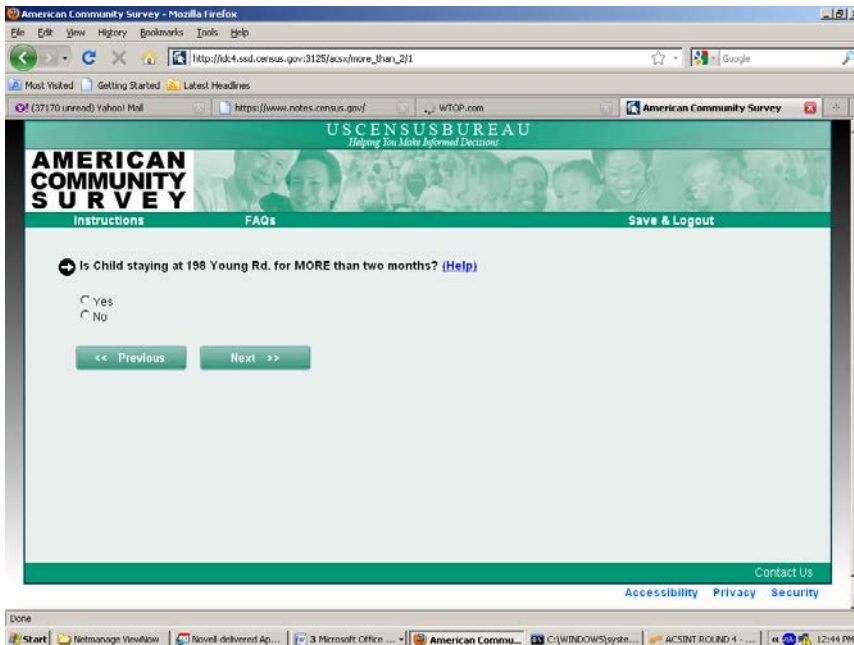 American Community Survey - Mozilla Firefox
File Edit View History Bookmarks Tools Help
http://idc4.ssd.census.gov:3125/acsx/more_than_2/1
Google
Most Visited Getting Started Latest Headlines
(37170 unread) Yahoo! Mail https://www.notes.census.gov/ WTOP.com American Community Survey
USCENSUSBUREAU
Helping You Make Informed Decisions
AMERICAN
COMMUNITY
SURVEY
Instructions FAQs Save & Logout
Is Child staying at 198 Young Rd. for MORE than two months? (Help)
Yes
No
<< Previous Next >>
Contact Us
Accessibility Privacy Security
Done
Start Netmanage ViewNow Novell-delivered Ap... 3 Microsoft Office ... American Commu... C:\WINDOWS\syste... ACSINT ROUND 4 - ... 12:44 PM